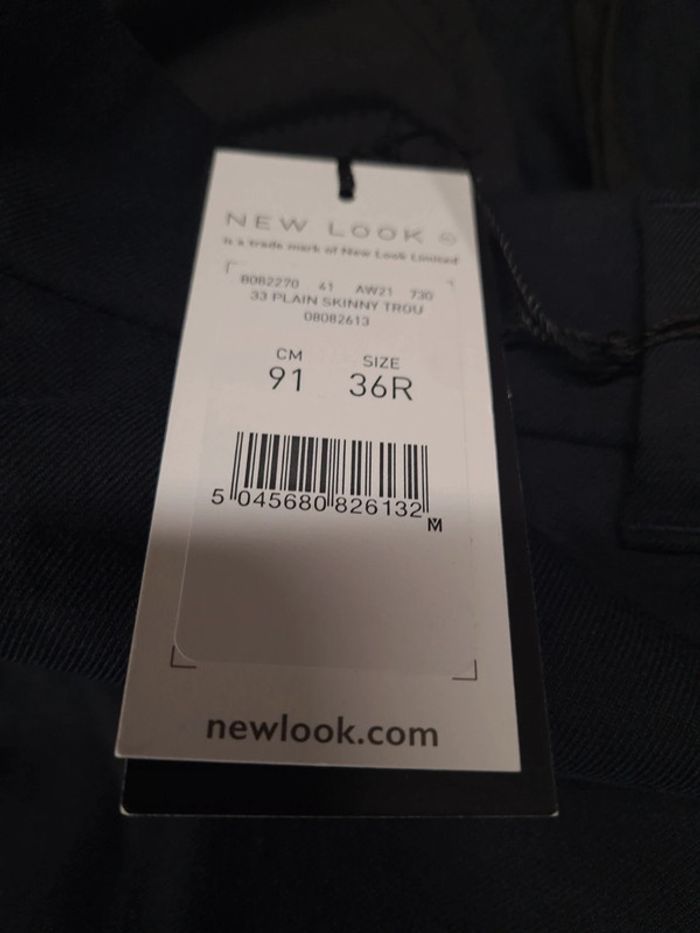 NEW LOOK
is a trade mark of New Look Limited
8082270 41 AW21 730
33 PLAIN SKINNY TROU
08082613
CM SIZE
91 36R
5 045680 826132
M
newlook.com